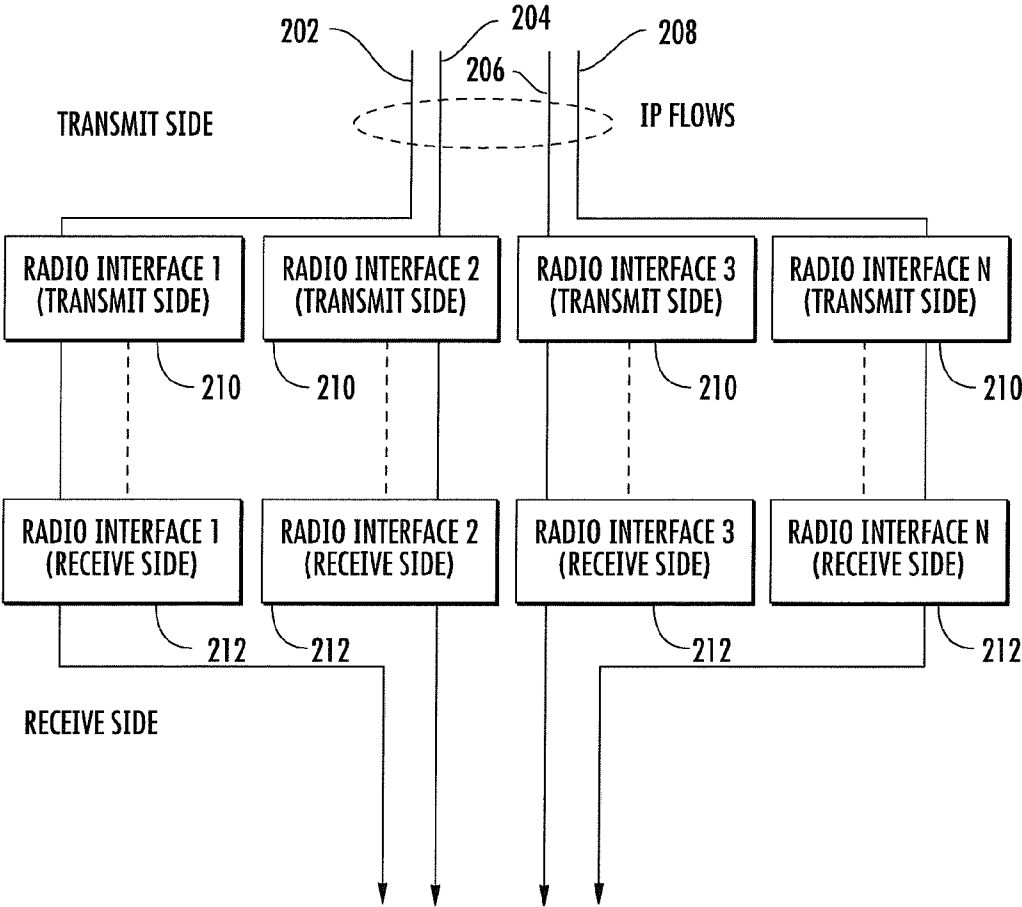 202
204
206
208
TRANSMIT SIDE
IP FLOWS
RADIO INTERFACE 1
(TRANSMIT SIDE)
RADIO INTERFACE 2
(TRANSMIT SIDE)
RADIO INTERFACE 3
(TRANSMIT SIDE)
RADIO INTERFACE N
(TRANSMIT SIDE)
210
210
210
210
RADIO INTERFACE 1
(RECEIVE SIDE)
RADIO INTERFACE 2
(RECEIVE SIDE)
RADIO INTERFACE 3
(RECEIVE SIDE)
RADIO INTERFACE N
(RECEIVE SIDE)
212
212
212
212
RECEIVE SIDE